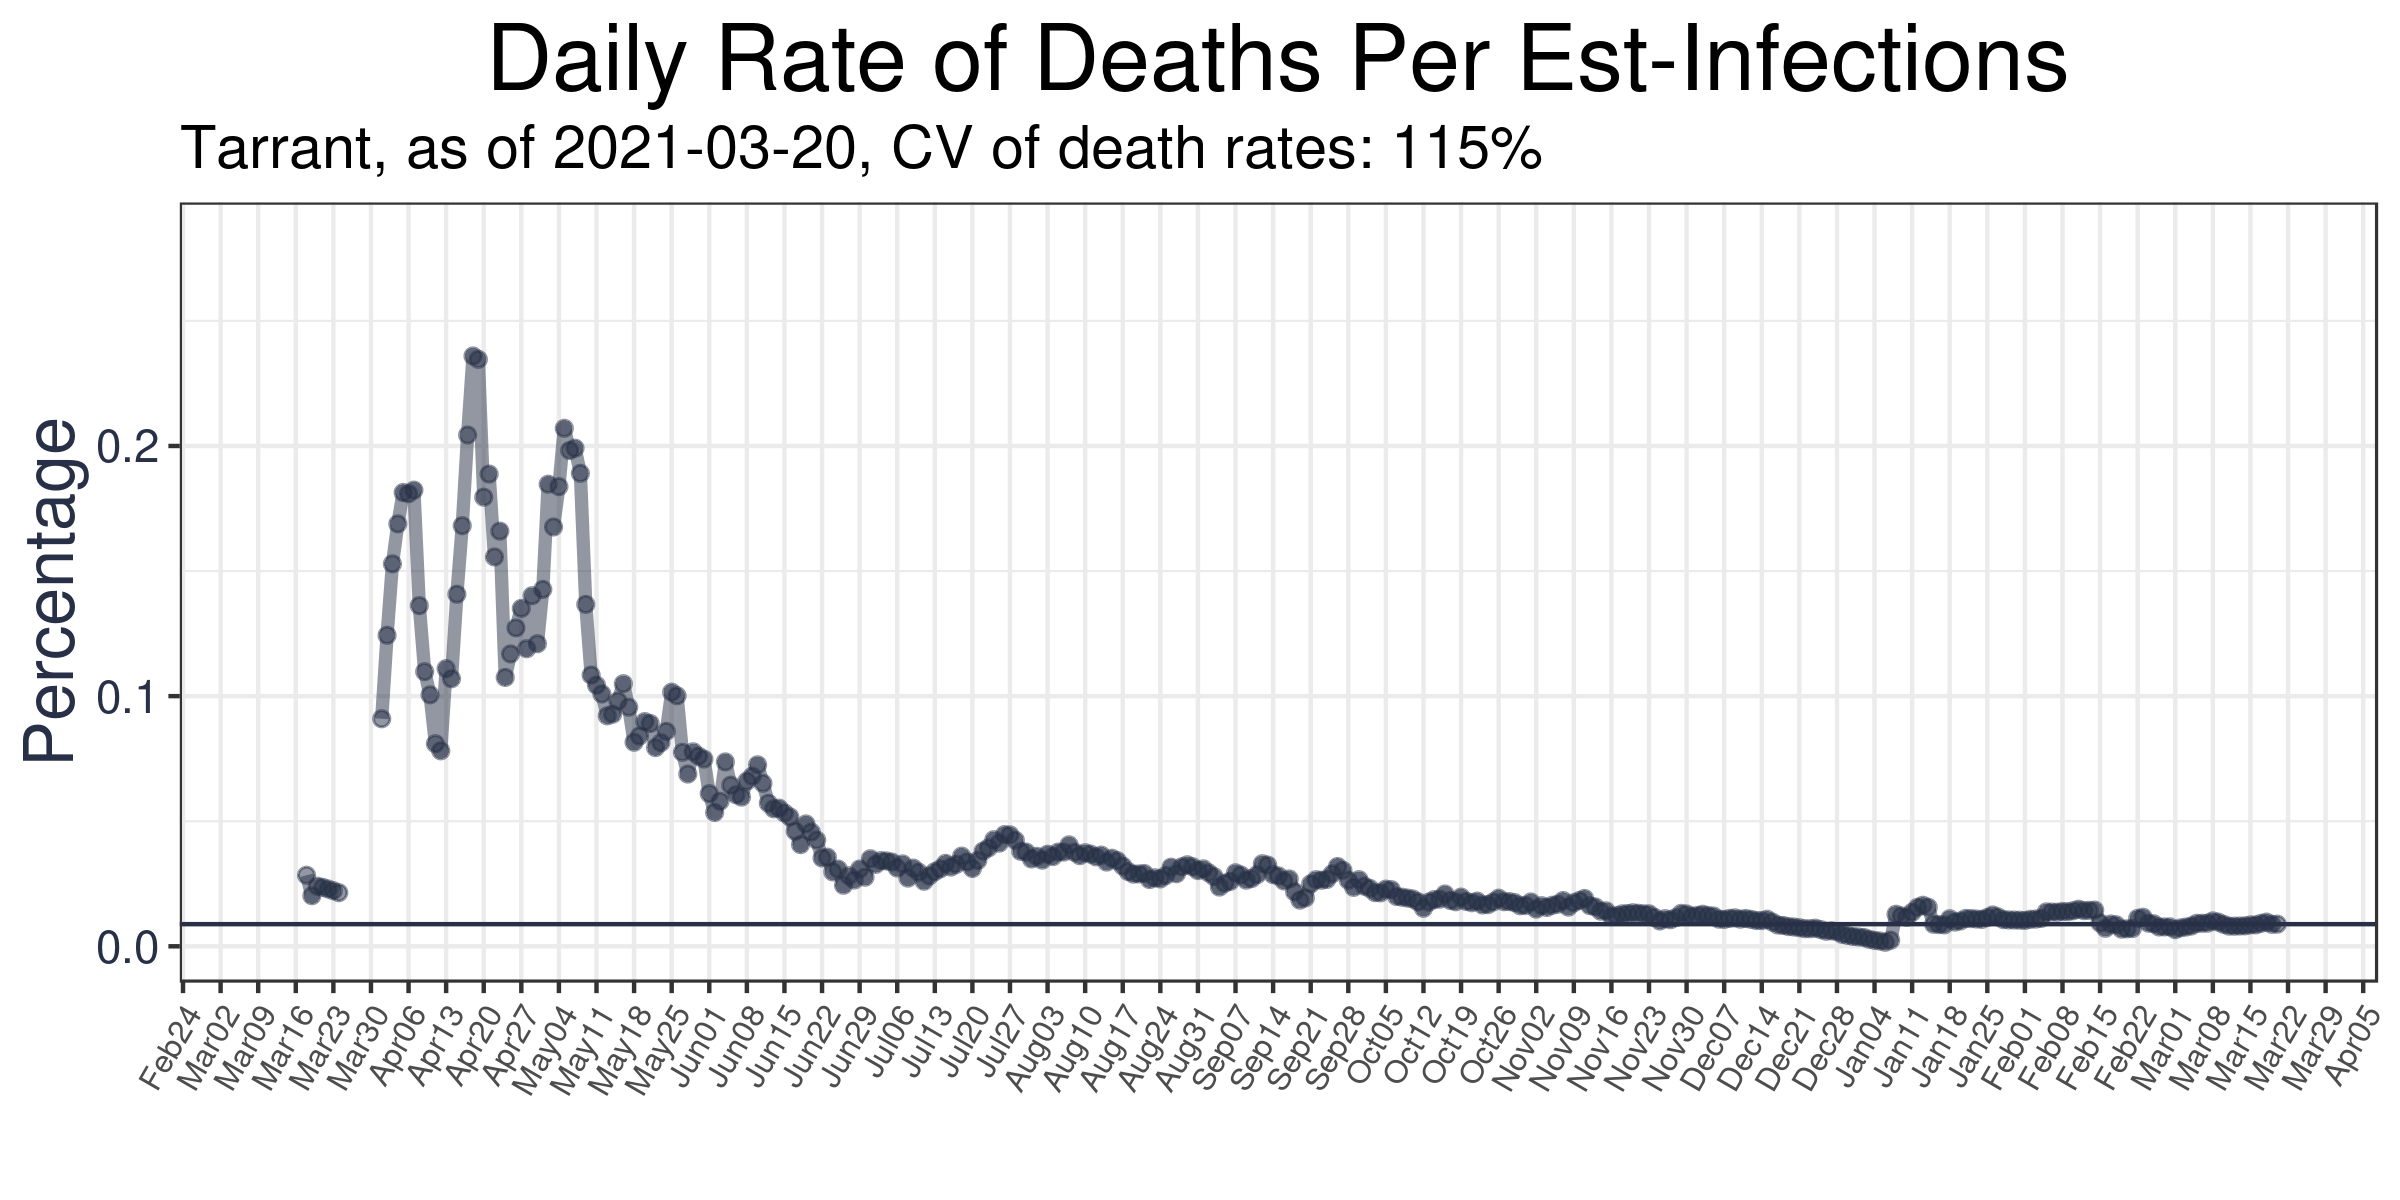 Daily Rate of Deaths Per Est-Infections
Tarrant, as of 2021-03-20, CV of death rates: 115%
Percentage
0.2
0.1
0.0
Feb24
Mar02
Mar09
Mar16
Mar23
Mar30
Apr06
Apr13
Apr20
Apr27
May04
May11
May18
May25
Jun01
Jun08
Jun15
Jun22
Jun29
Jul06
Jul13
Jul20
Jul27
Aug03
Aug10
Aug17
Aug24
Aug31
Sep07
Sep14
Sep21
Sep28
Oct05
Oct12
Oct19
Oct26
Nov02
Nov09
Nov16
Nov23
Nov30
Dec07
Dec14
Dec21
Dec28
Jan04
Jan11
Jan18
Jan25
Feb01
Feb08
Feb15
Feb22
Mar01
Mar08
Mar15
Mar22
Mar29
Apr05